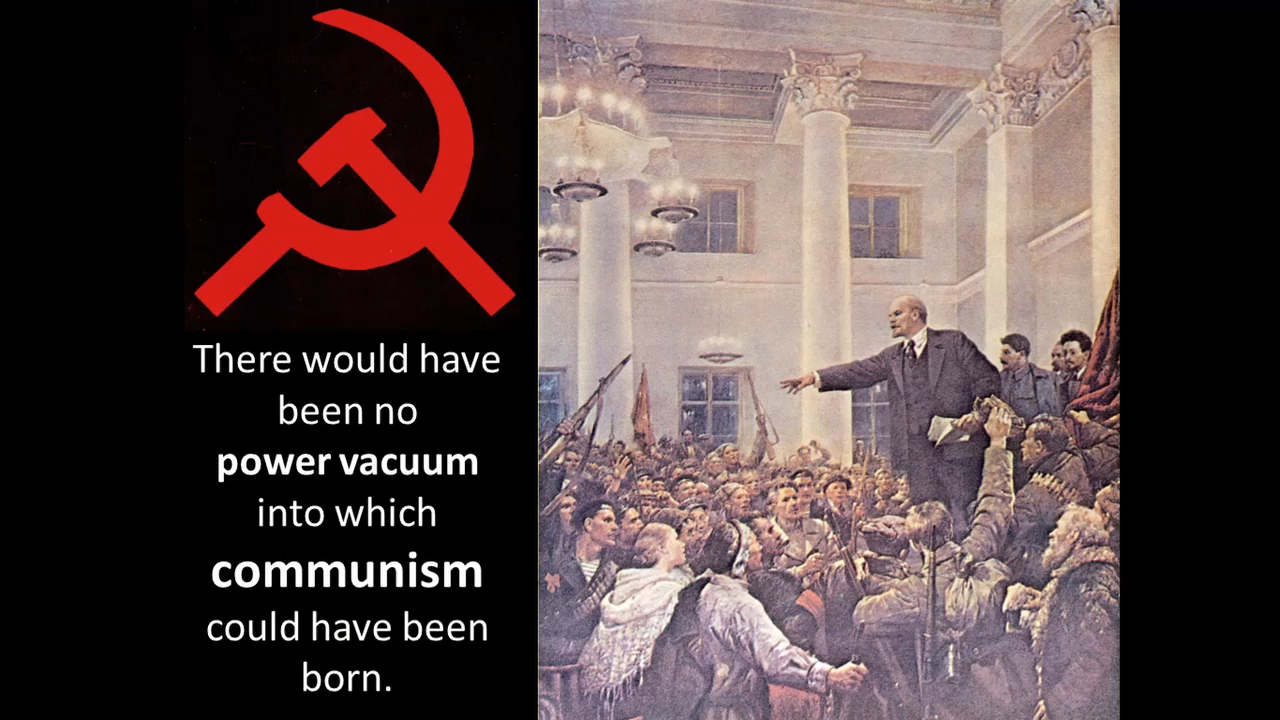 There would have
been no
power vacuum
into which
communism
could have been
born.